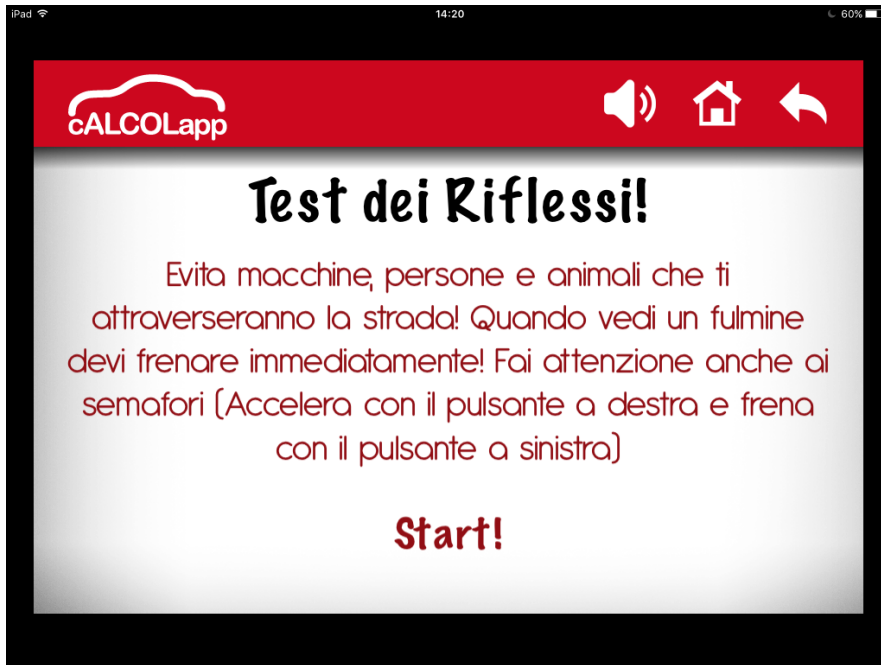 iPad 14:20 60%
cALCOLapp
Test dei Riflessi!
Evita macchine, persone e animali che ti
attraverseranno la strada! Quando vedi un fulmine
devi frenare immediatamente! Fai attenzione anche ai
semafori (Accelera con il pulsante a destra e frena
con il pulsante a sinistra)
Start!